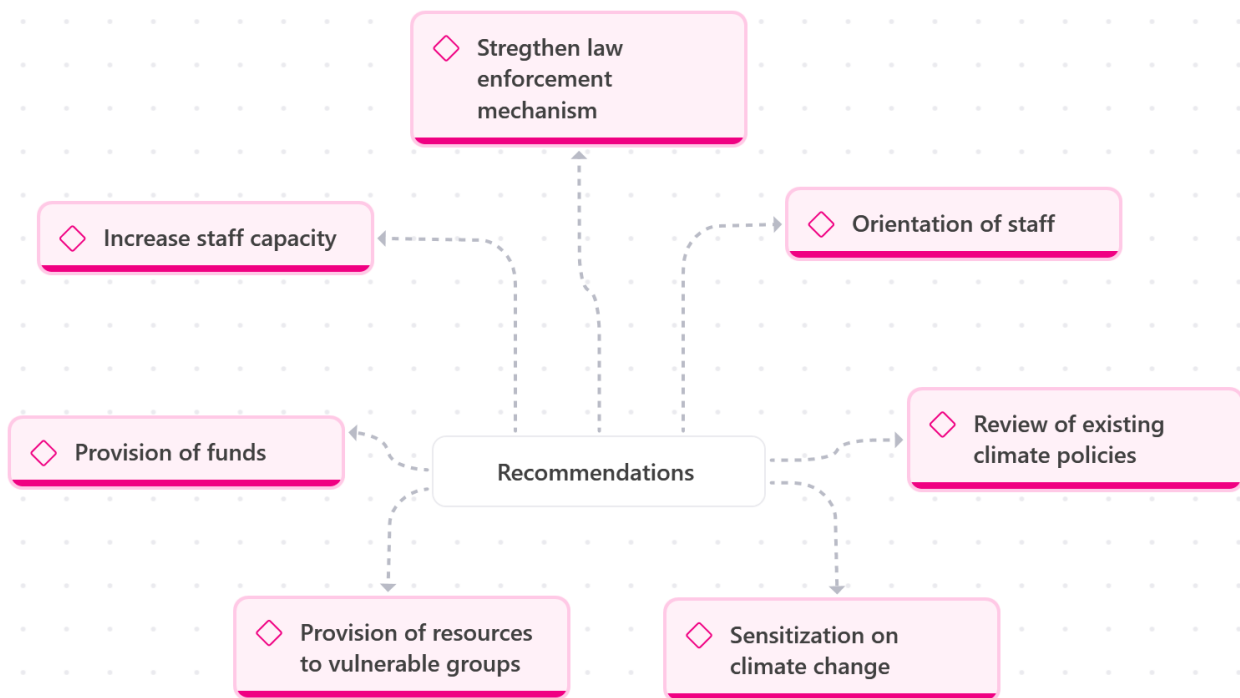 Stregthen law
enforcement
mechanism
Increase staff capacity
Orientation of staff
Provision of funds
Recommendations
Review of existing
climate policies
Provision of resources
to vulnerable groups
Sensitization on
climate change